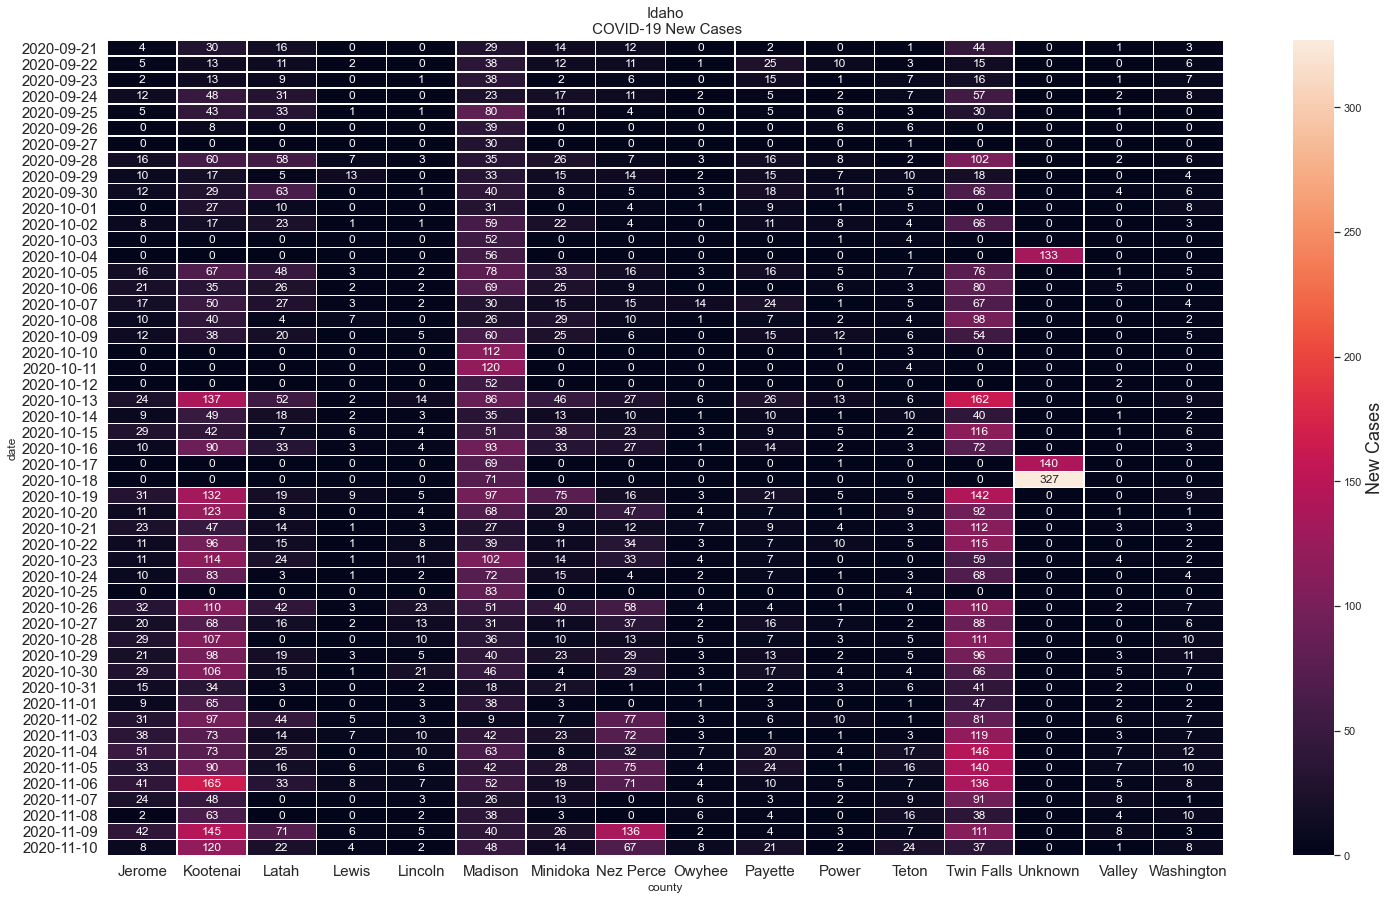 Idaho
COVID-19 New Cases
2020-09-21 4 30 16 0 0 29 14 12 0 2 0 1 44 0 1 3
2020-09-22 5 13 11 2 0 38 12 11 1 25 10 3 15 0 0 6
2020-09-23 2 13 9 0 1 38 2 6 0 15 1 7 16 0 1 7
2020-09-24 12 48 31 0 0 23 17 11 2 5 2 7 57 0 2 8
2020-09-25 5 43 33 1 1 80 11 4 0 5 6 3 30 0 1 0
2020-09-26 0 8 0 0 0 39 0 0 0 0 6 6 0 0 0 0
2020-09-27 0 0 0 0 0 30 0 0 0 0 0 1 0 0 0 0
2020-09-28 16 60 58 7 3 35 26 7 3 16 8 2 102 0 2 6
2020-09-29 10 17 5 13 0 33 15 14 2 15 7 10 18 0 0 4
2020-09-30 12 29 63 0 1 40 8 5 3 18 11 5 66 0 4 6
2020-10-01 0 27 10 0 0 31 0 4 1 9 1 5 0 0 0 8
2020-10-02 8 17 23 1 1 59 22 4 0 11 8 4 66 0 0 3
2020-10-03 0 0 0 0 0 52 0 0 0 0 1 4 0 0 0 0
2020-10-04 0 0 0 0 0 56 0 0 0 0 0 1 0 133 0 0
2020-10-05 16 67 48 3 2 78 33 16 3 16 5 7 76 0 1 5
2020-10-06 21 35 26 2 2 69 25 9 0 0 6 3 80 0 5 0
2020-10-07 17 50 27 3 2 30 15 15 14 24 1 5 67 0 0 4
2020-10-08 10 40 4 7 0 26 29 10 1 7 2 4 98 0 0 2
2020-10-09 12 38 20 0 5 60 25 6 0 15 12 6 54 0 0 5
2020-10-10 0 0 0 0 0 112 0 0 0 0 1 3 0 0 0 0
2020-10-11 0 0 0 0 0 120 0 0 0 0 0 4 0 0 0 0
2020-10-12 0 0 0 0 0 52 0 0 0 0 0 0 0 0 2 0
2020-10-13 24 137 52 2 14 86 46 27 6 26 13 6 162 0 0 9
2020-10-14 9 49 18 2 3 35 13 10 1 10 1 10 40 0 1 2
2020-10-15 29 42 7 6 4 51 38 23 3 9 5 2 116 0 1 6
2020-10-16 10 90 33 3 4 93 33 27 1 14 2 3 72 0 0 3
2020-10-17 0 0 0 0 0 69 0 0 0 0 1 0 0 140 0 0
2020-10-18 0 0 0 0 0 71 0 0 0 0 0 0 0 327 0 0
2020-10-19 31 132 19 9 5 97 75 16 3 21 5 5 142 0 0 9
2020-10-20 11 123 8 0 4 68 20 47 4 7 1 9 92 0 1 1
2020-10-21 23 47 14 1 3 27 9 12 7 9 4 3 112 0 3 3
2020-10-22 11 96 15 1 8 39 11 34 3 7 10 5 115 0 0 2
2020-10-23 11 114 24 1 11 102 14 33 4 7 0 0 59 0 4 2
2020-10-24 10 83 3 1 2 72 15 4 2 7 1 3 68 0 0 4
2020-10-25 0 0 0 0 0 83 0 0 0 0 0 4 0 0 0 0
2020-10-26 32 110 42 3 23 51 40 58 4 4 1 0 110 0 2 7
2020-10-27 20 68 16 2 13 31 11 37 2 16 7 2 88 0 0 6
2020-10-28 29 107 0 0 10 36 10 13 5 7 3 5 111 0 0 10
2020-10-29 21 98 19 3 5 40 23 29 3 13 2 5 96 0 3 11
2020-10-30 29 106 15 1 21 46 4 29 3 17 4 4 66 0 5 7
2020-10-31 15 34 3 0 2 18 21 1 1 2 3 6 41 0 2 0
2020-11-01 9 65 0 0 3 38 3 0 1 3 0 1 47 0 2 2
2020-11-02 31 97 44 5 3 9 7 77 3 6 10 1 81 0 6 7
2020-11-03 38 73 14 7 10 42 23 72 3 1 1 3 119 0 3 7
2020-11-04 51 73 25 0 10 63 8 32 7 20 4 17 146 0 7 12
2020-11-05 33 90 16 6 6 42 28 75 2 24 1 16 140 0 7 10
2020-11-06 41 165 33 8 7 52 19 71 4 10 5 7 136 0 5 8
2020-11-07 24 48 0 0 3 26 13 0 6 3 2 9 91 0 8 1
2020-11-08 2 63 0 0 2 38 3 0 6 4 0 16 38 0 4 10
2020-11-09 42 145 71 6 5 40 26 136 2 4 3 7 111 0 8 3
2020-11-10 8 120 22 4 2 48 14 67 8 21 2 24 37 0 1 8
Jerome Kootenai Latah Lewis Lincoln Madison Minidoka Nez Perce Owyhee Payette Power Teton Twin Falls Unknown Valley Washington
county
date
300
250
200
150
100
50
0
New Cases